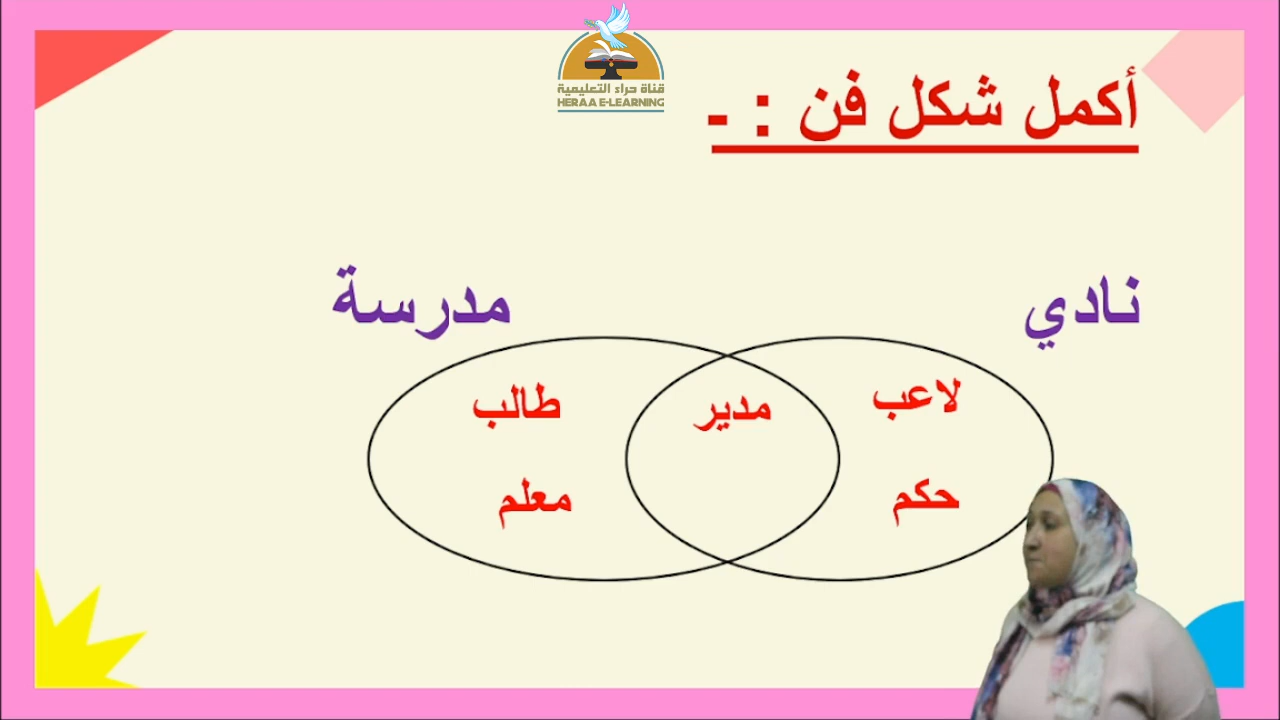 قناة حراء التعليمية
HERAA E-LEARNING
أكمل شكل فن : -
نادي
مدرسة
لاعب
مدير
طالب
حكم
معلم